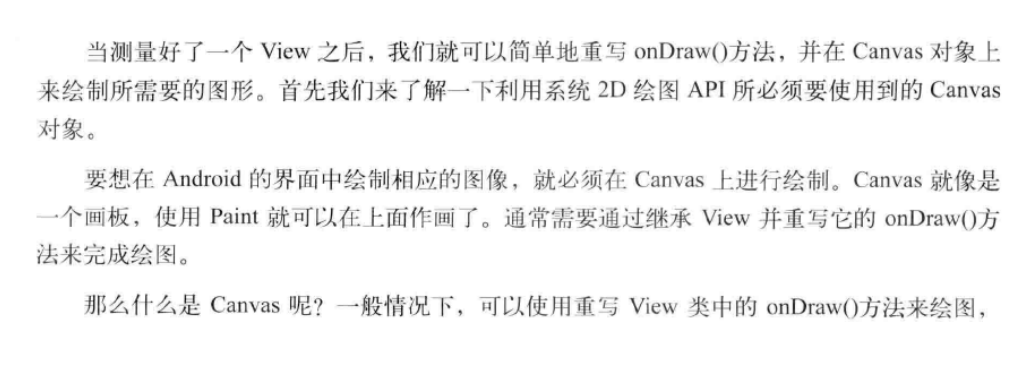 当测量好了一个 View 之后，我们就可以简单地重写 onDraw()方法，并在 Canvas 对象上
来绘制所需要的图形。首先我们来了解一下利用系统 2D 绘图 API 所必须要使用到的 Canvas
对象。
要想在 Android 的界面中绘制相应的图像，就必须在 Canvas 上进行绘制。Canvas 就像是
一个画板，使用 Paint 就可以在上面作画了。通常需要通过继承 View 并重写它的 onDraw()方
法来完成绘图。
那么什么是 Canvas 呢？一般情况下，可以使用重写 View 类中的 onDraw()方法来绘图，